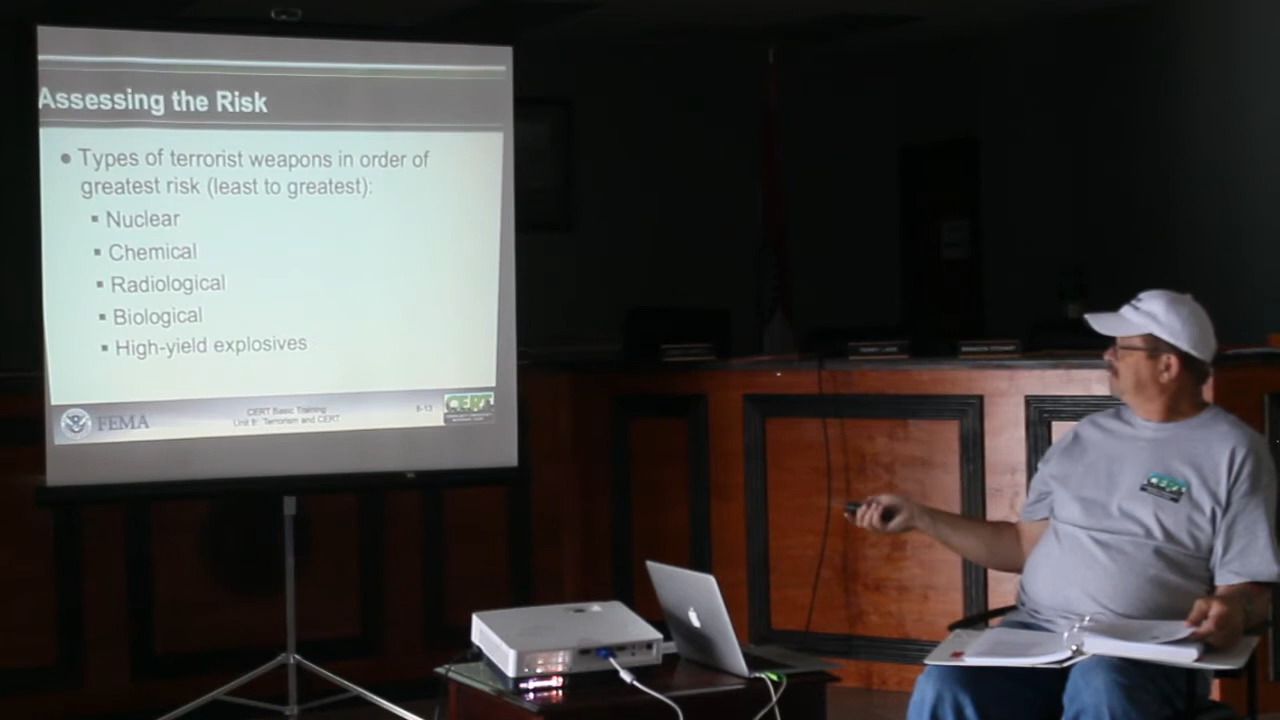 Assessing the Risk
● Types of terrorist weapons in order of
greatest risk (least to greatest):
▪ Nuclear
▪ Chemical
▪ Radiological
▪ Biological
▪ High-yield explosives
FEMA
CERT Basic Training
Unit 8: Terrorism and CERT
8-13
CERT
CERT